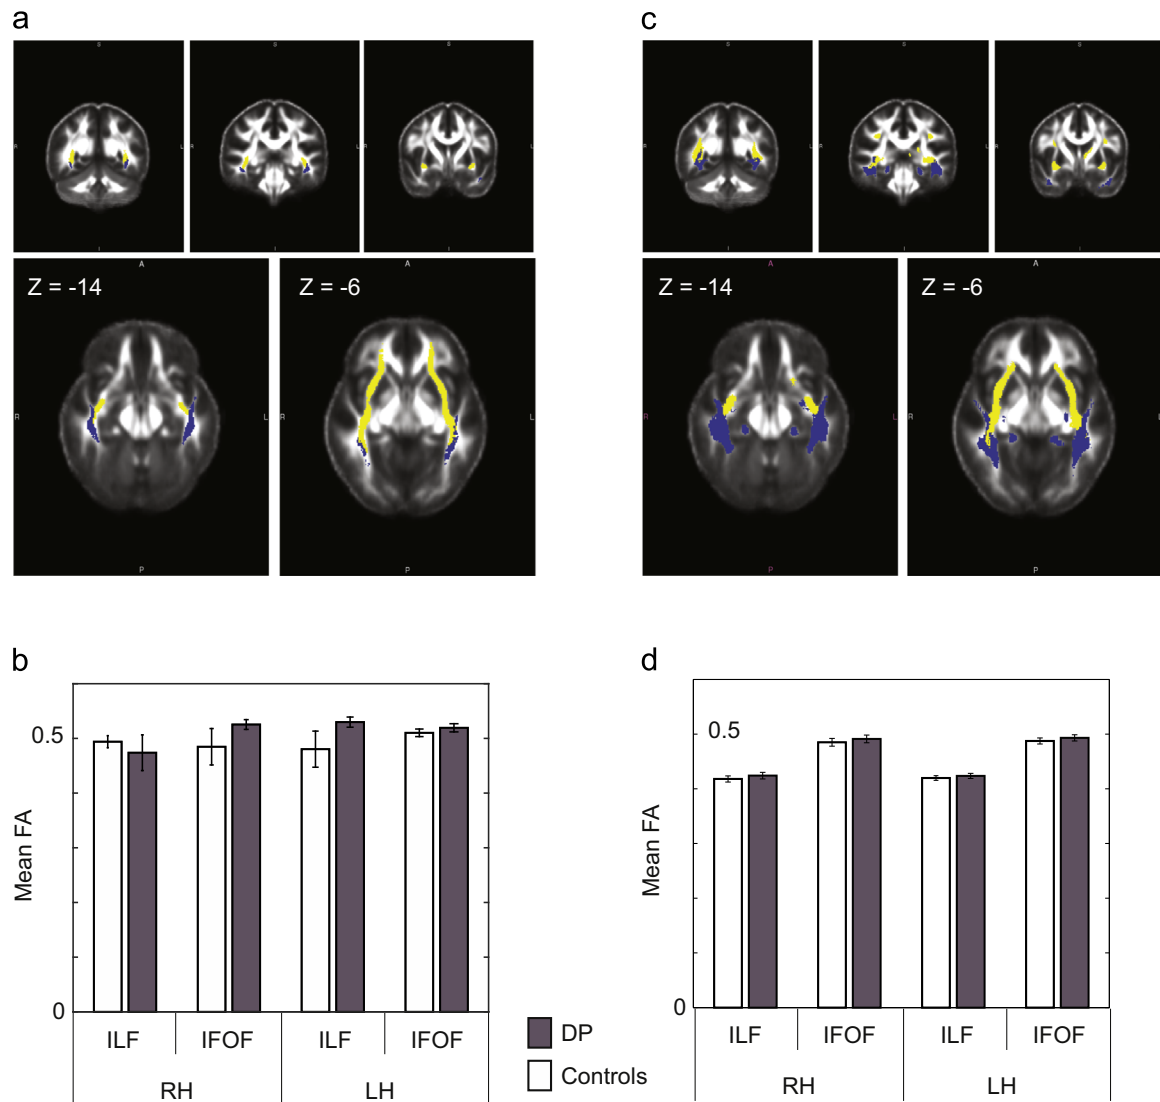 a
c
S
S
S
S
S
S
R
L
R
L
I
I
I
I
I
I
Z = -14
Z = -6
Z = -14
Z = -6
A
A
A
A
R
L
R
L
R
L
R
L
P
P
P
P
b
d
0.5
0
Mean FA
ILF
IFOF
ILF
IFOF
RH
LH
DP
Controls
0.5
0
Mean FA
ILF
IFOF
ILF
IFOF
RH
LH